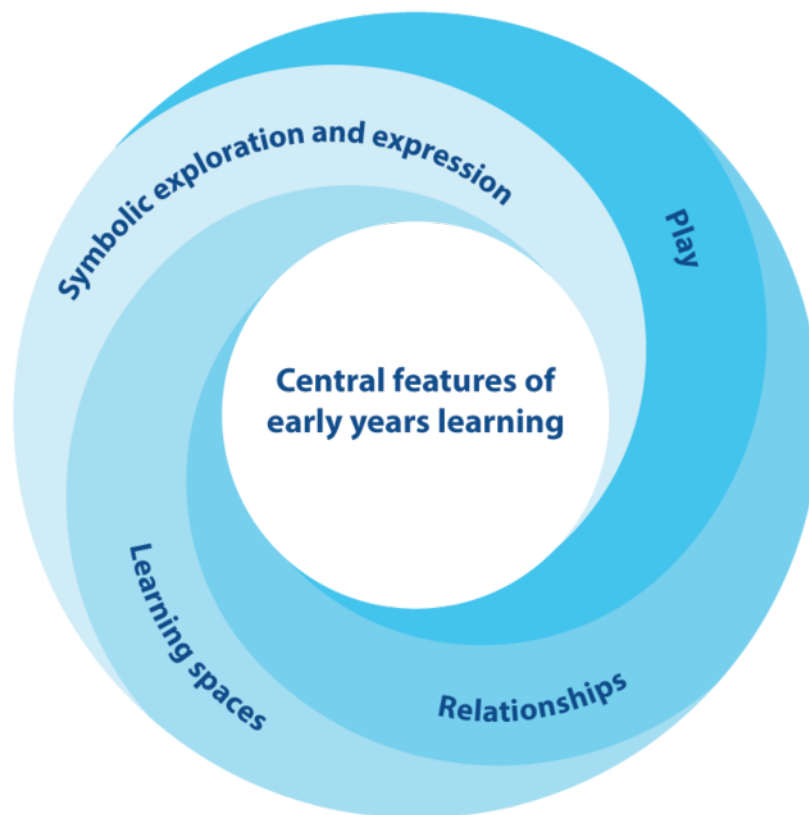 Symbolic exploration and expression
Play
Central features of
early years learning
Learning spaces
Relationships